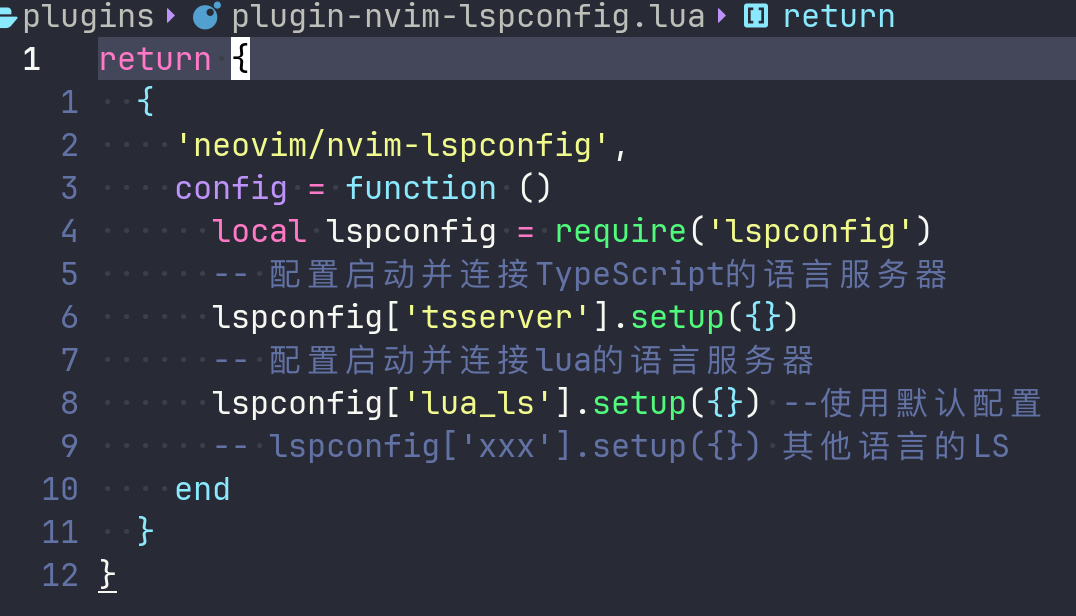 plugins plugin-nvim-lspconfig.lua return
1 return {
1 {
2 'neovim/nvim-lspconfig',
3 config = function ()
4 local lspconfig = require('lspconfig')
5 -- 配置启动并连接TypeScript的语言服务器
6 lspconfig['tsserver'].setup({})
7 -- 配置启动并连接lua的语言服务器
8 lspconfig['lua_ls'].setup({}) --使用默认配置
9 -- lspconfig['xxx'].setup({}) 其他语言的LS
10 end
11 }
12 }